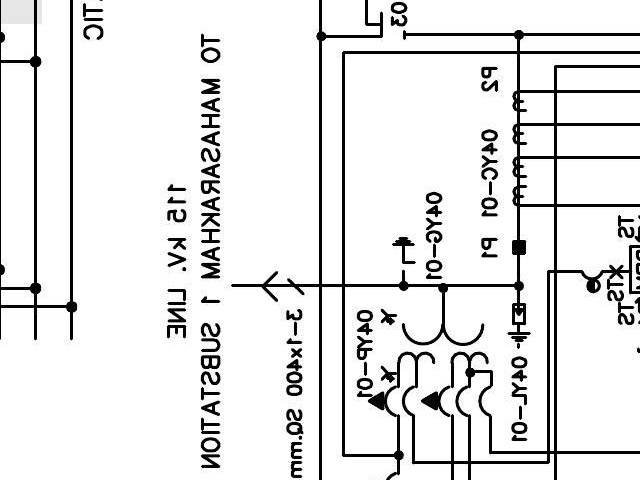 TIC
03
TO MAHASARAKHAM 1 SUBSTATION
115 kV. LINE
P2
04YC-01
P1
04YG-01
3-1x400 SQ.mm
04YP-01
04YL-01
TS
TS
TS